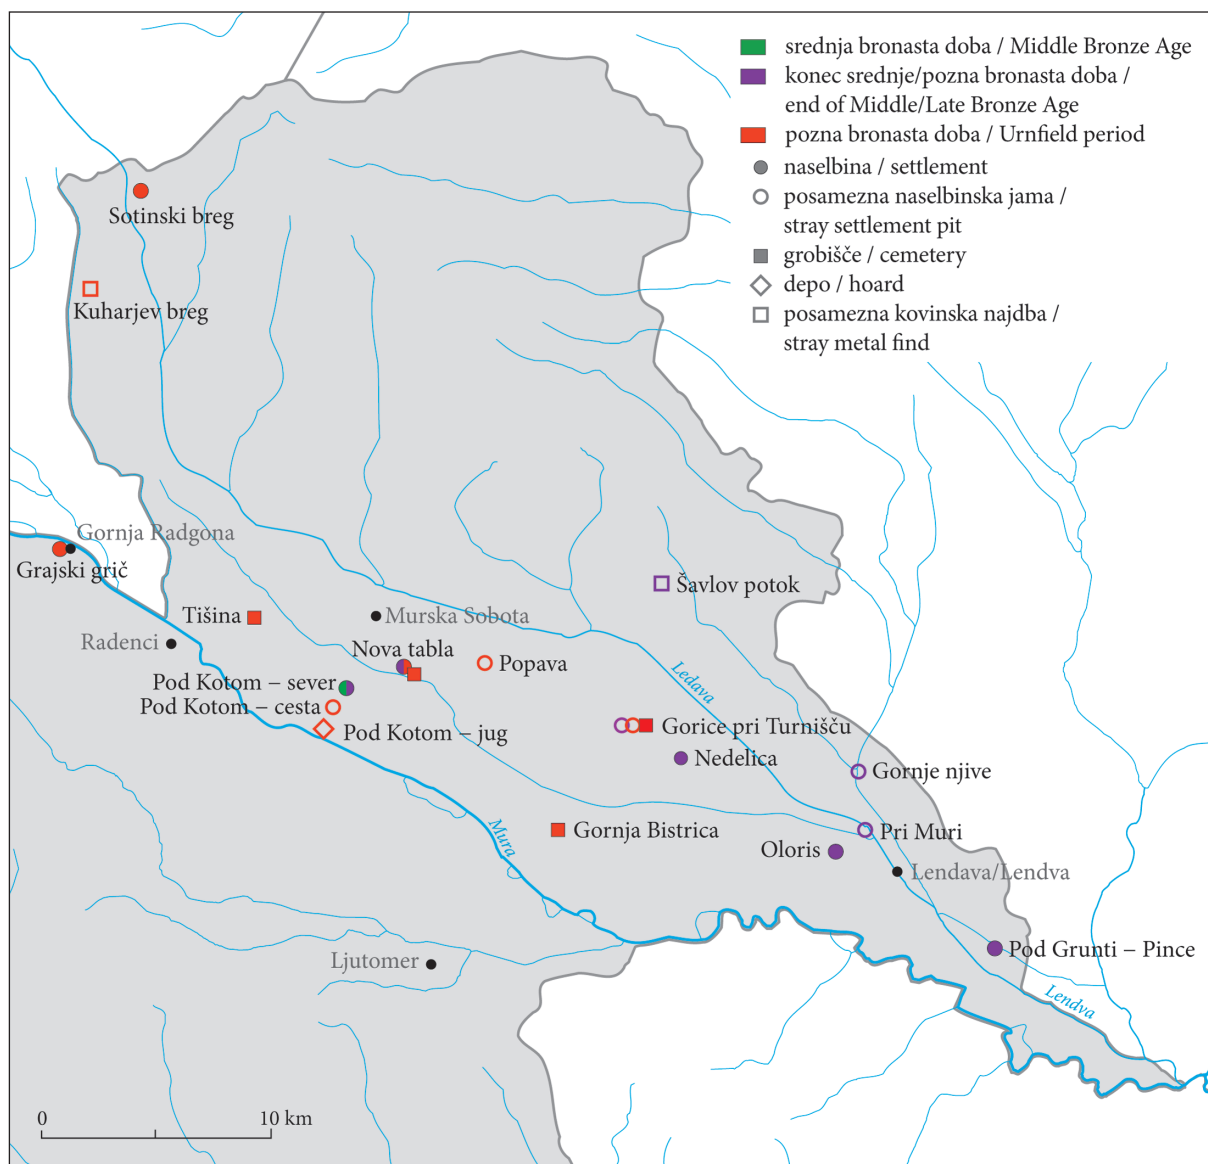 srednja bronasta doba / Middle Bronze Age
konec srednje/pozna bronasta doba /
end of Middle/Late Bronze Age
pozna bronasta doba / Urnfield period
naselbina / settlement
posamezna naselbinska jama /
stray settlement pit
grobišče / cemetery
depo / hoard
posamezna kovinska najdba /
stray metal find
Sotinski breg
Kuharjev breg
Gornja Radgona
Grajski grič
Šavlov potok
Tišina
Murska Sobota
Radenci
Nova tabla
Popava
Ledava
Pod Kotom – sever
Pod Kotom – cesta
Pod Kotom – jug
Gorice pri Turnišču
Nedelica
Gornje njive
Mura
Gornja Bistrica
Pri Muri
Oloris
Lendava/Lendva
Ljutomer
Pod Grunti – Pince
Lendva
0
10 km